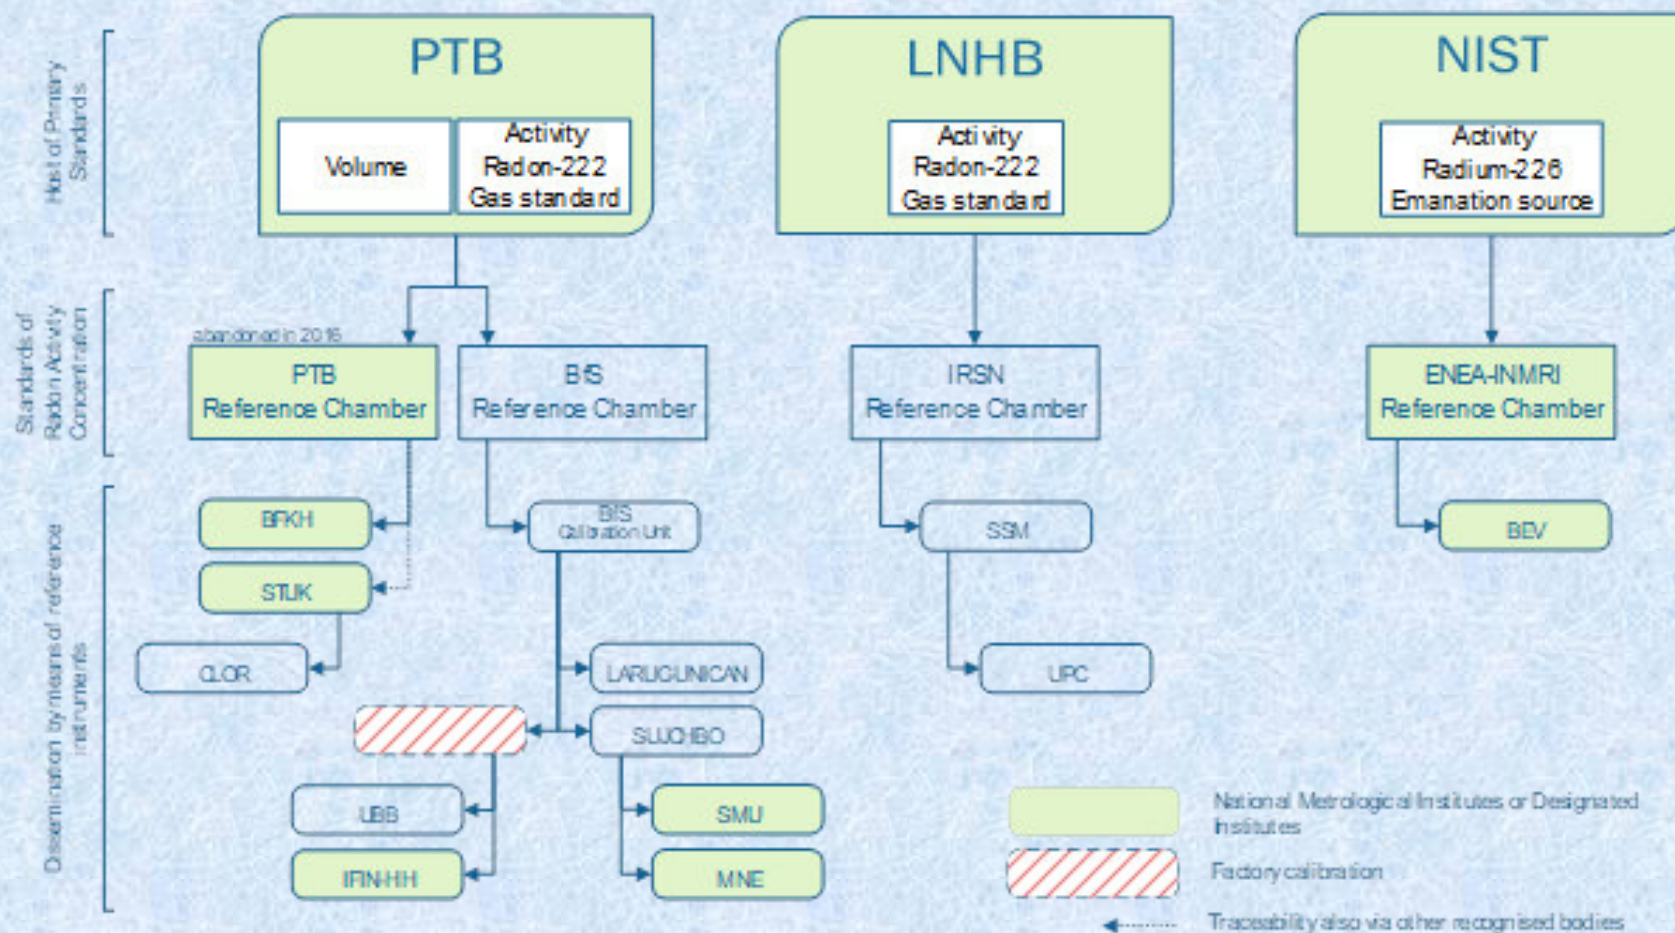 PTB
LNHB
NIST
Host of Primary
Standards
Volume
Activity
Radon-222
Gas standard
Activity
Radon-222
Gas standard
Activity
Radium-226
Emanation source
Standards of
Radon Activity
Concentration
abandoned in 2016
PTB
Reference Chamber
BfS
Reference Chamber
IRSN
Reference Chamber
ENEA-INMRI
Reference Chamber
Dissemination by means of reference
instruments
BFKH
BfS
Calibration Unit
SSM
BEV
STUK
CLOR
LARUCUNICAN
UPC
SUJCHBO
UBB
SMU
IFIN-HH
MNE
National Metrological Institutes or Designated
Institutes
Factory calibration
Traceability also via other recognised bodies